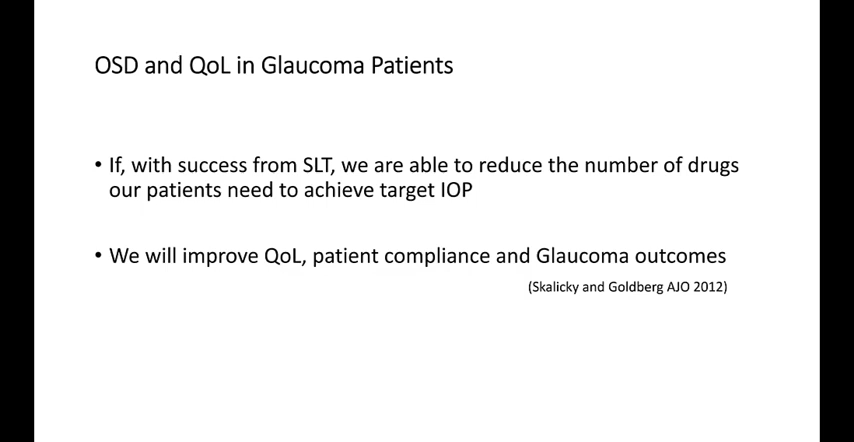 OSD and QoL in Glaucoma Patients
• If, with success from SLT, we are able to reduce the number of drugs
our patients need to achieve target IOP
• We will improve QoL, patient compliance and Glaucoma outcomes
(Skalicky and Goldberg AJO 2012)